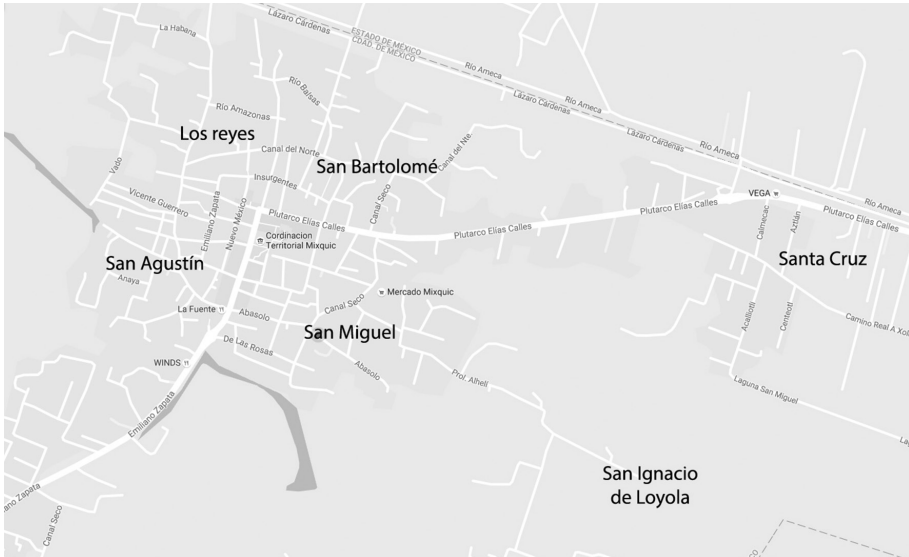 Lázaro Cárdenas
ESTADO DE MÉXICO
CDAD. DE MÉXICO
La Habana
Río Ameca
Río Balsas
Lázaro Cárdenas
Río Ameca
Río Amazonas
Lázaro Cárdenas
Los reyes
Canal del Nte.
Río Ameca
Canal del Norte
San Bartolomé
Vado
Insurgentes
VEGA
Vicente Guerrero
Emiliano Zapata
Nuevo México
Canal Seco
Río Ameca
Plutarco Elías Calles
Plutarco Elías Calles
Plutarco Elías Calles
Plutarco Elías Calles
Calmecac
Aztlán
Cordinacion
Territorial Mixquic
San Agustín
Santa Cruz
Anaya
Mercado Mixquic
La Fuente
Canal Seco
Abasolo
San Miguel
Acalliotli
Centeotl
Camino Real A Xo
De Las Rosas
WINDS
Abasolo
Prol. Alheli
Laguna San Miguel
Emiliano Zapata
Lag
San Ignacio
de Loyola
ano Zapata
Canal Seco